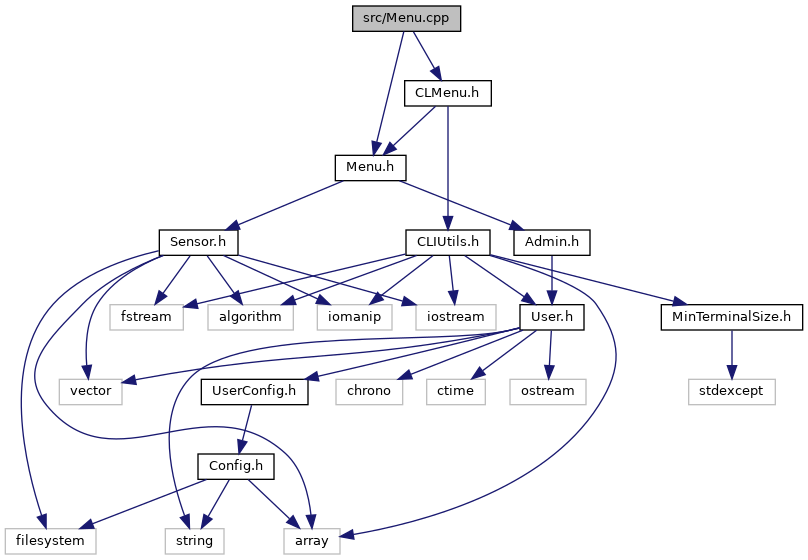 src/Menu.cpp
CLMenu.h
Menu.h
Sensor.h
CLIUtils.h
Admin.h
fstream
algorithm
iomanip
iostream
User.h
MinTerminalSize.h
vector
UserConfig.h
chrono
ctime
ostream
stdexcept
Config.h
filesystem
string
array